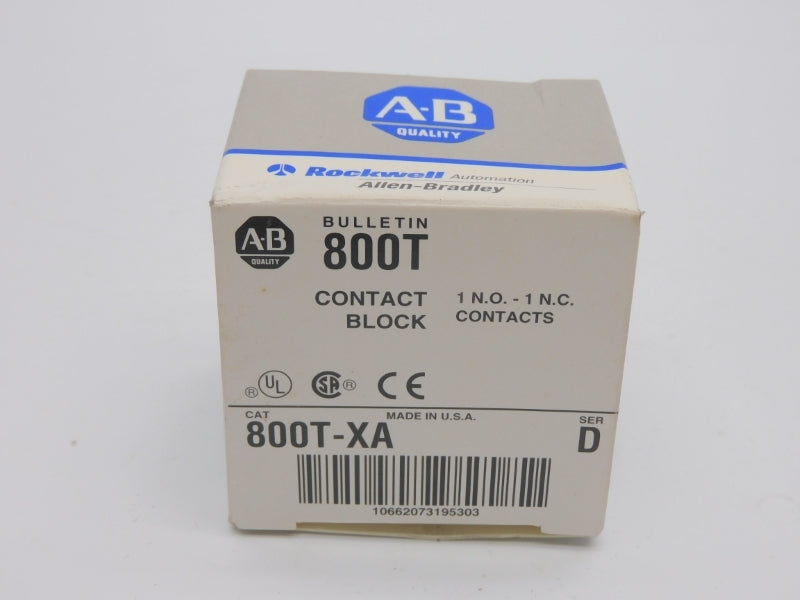 A-B
QUALITY
Rockwell Automation
Allen-Bradley
A-B
QUALITY
BULLETIN
800T
CONTACT
BLOCK
1 N.O. - 1 N.C.
CONTACTS
® UL SA ® CE
CAT
MADE IN U.S.A.
SER
800T-XA
D
10662073195303